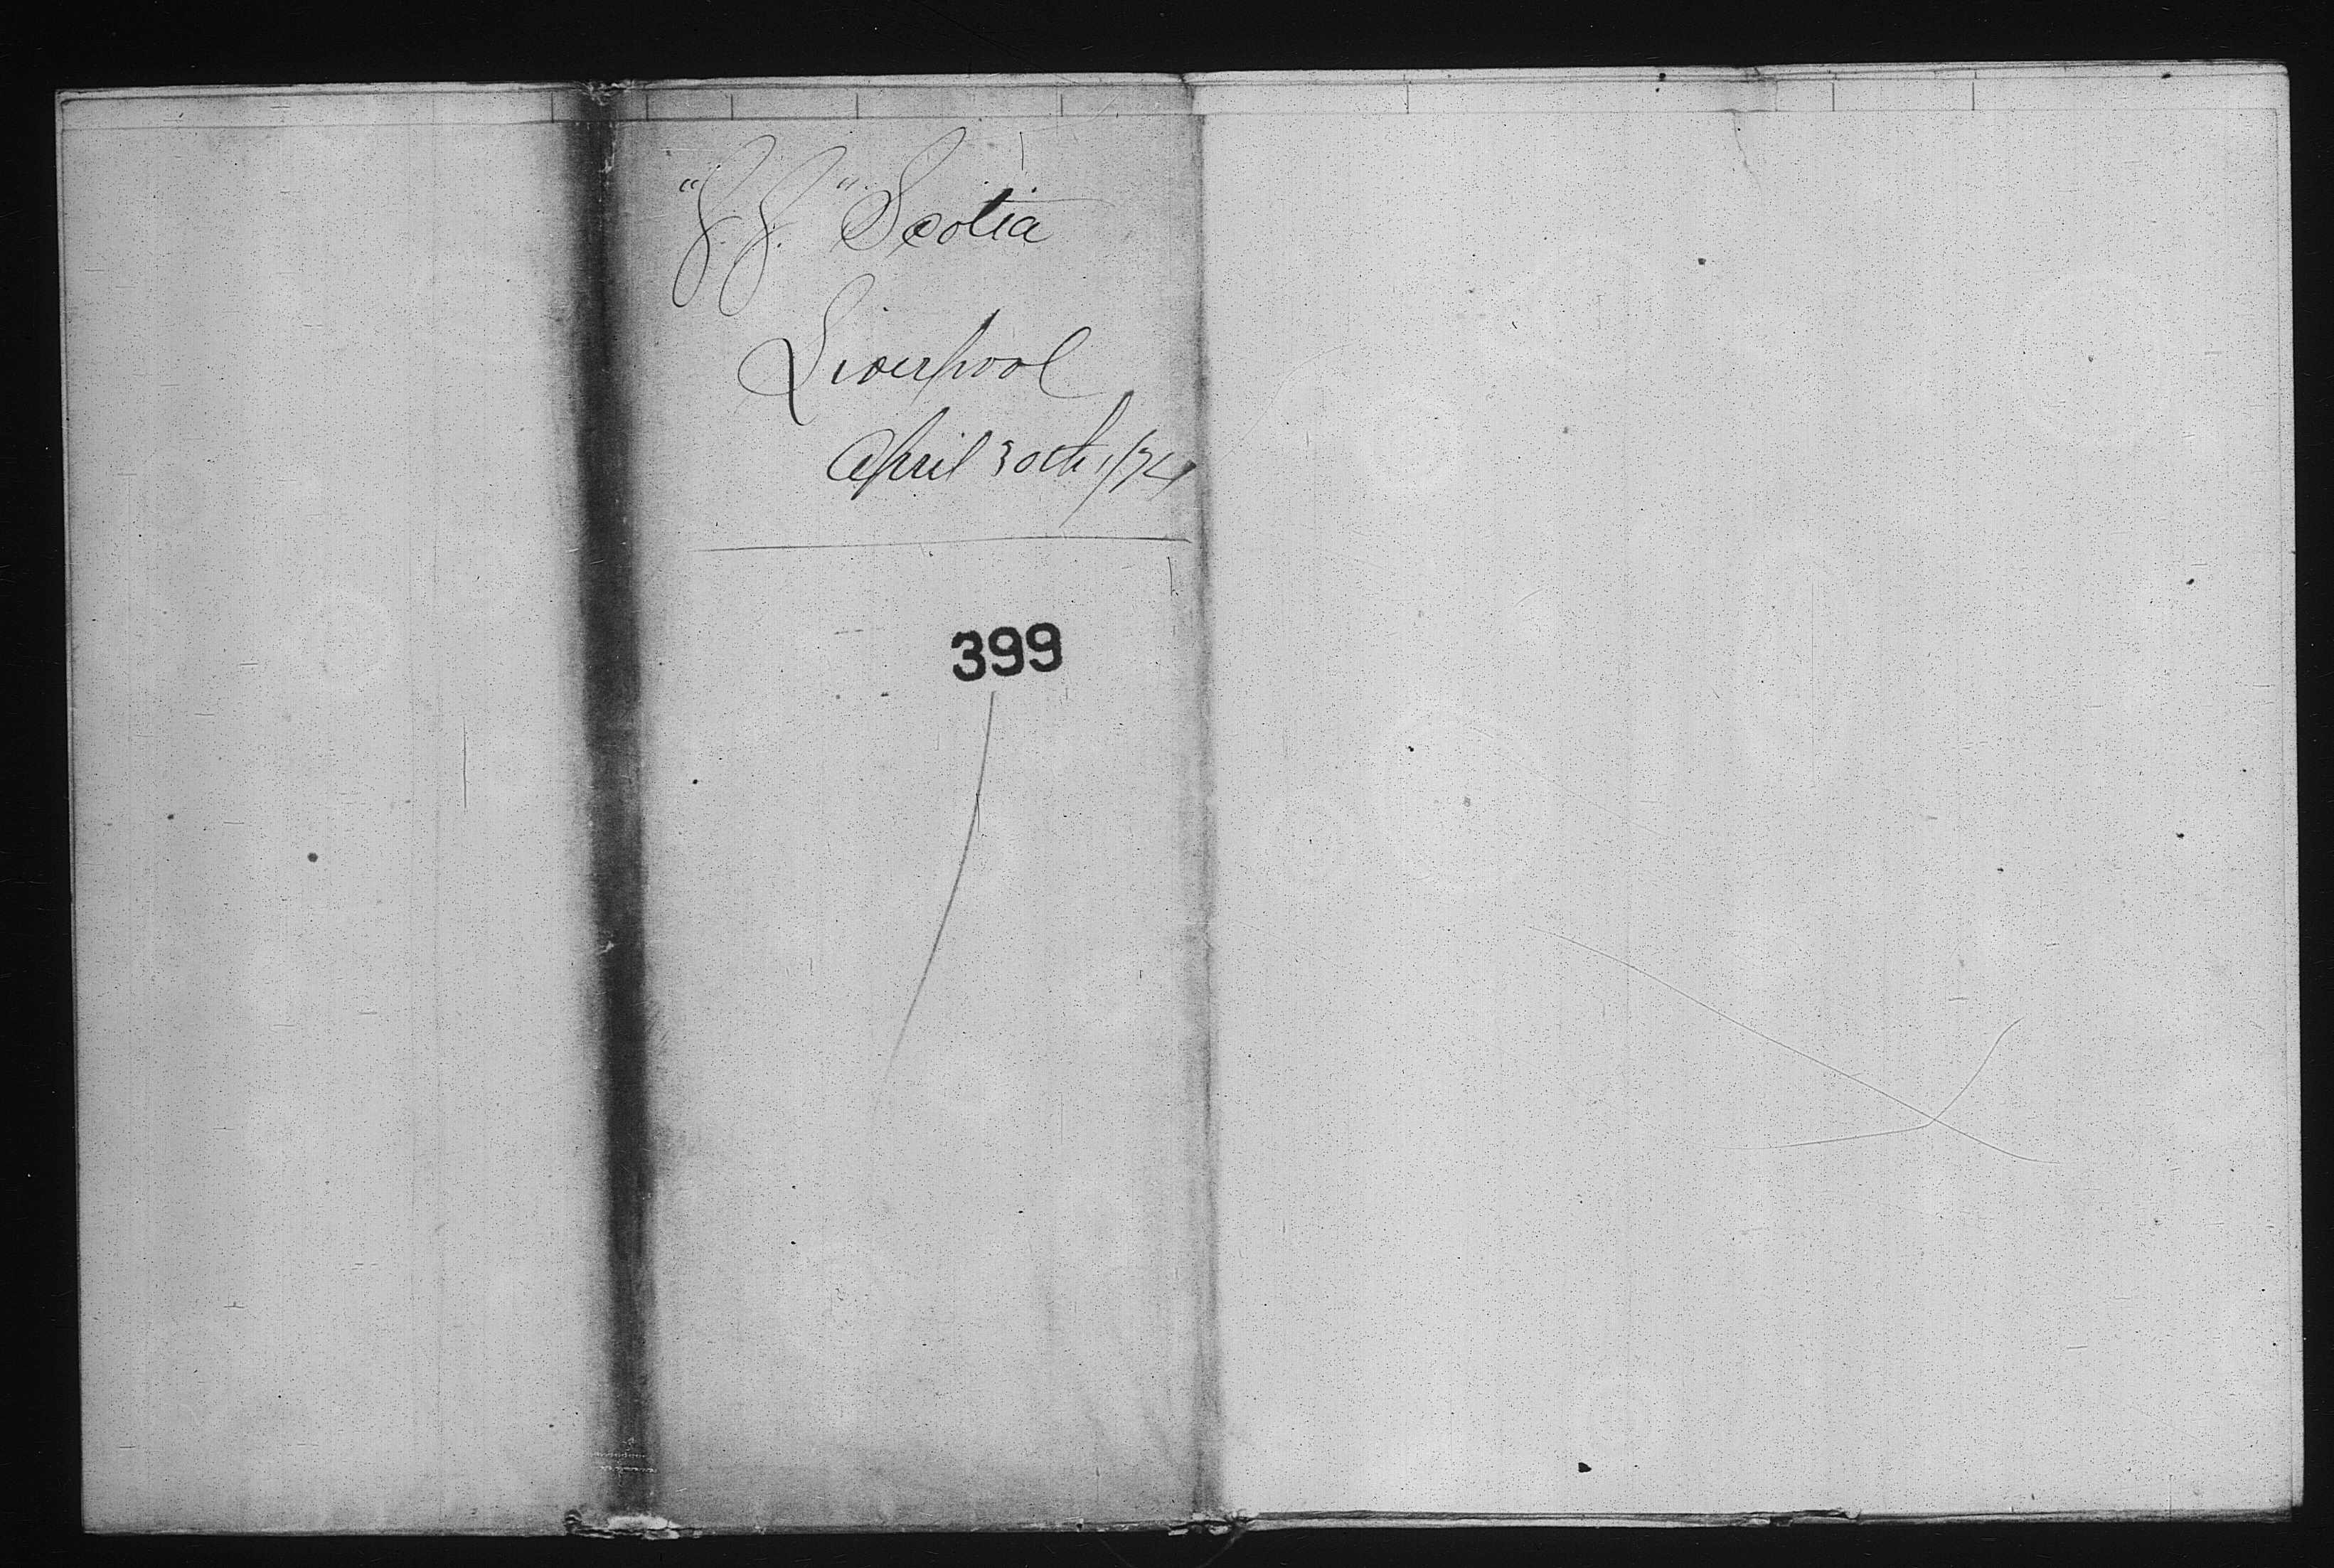 "S.S." Scotia
Liverpool
April 30th /74
399